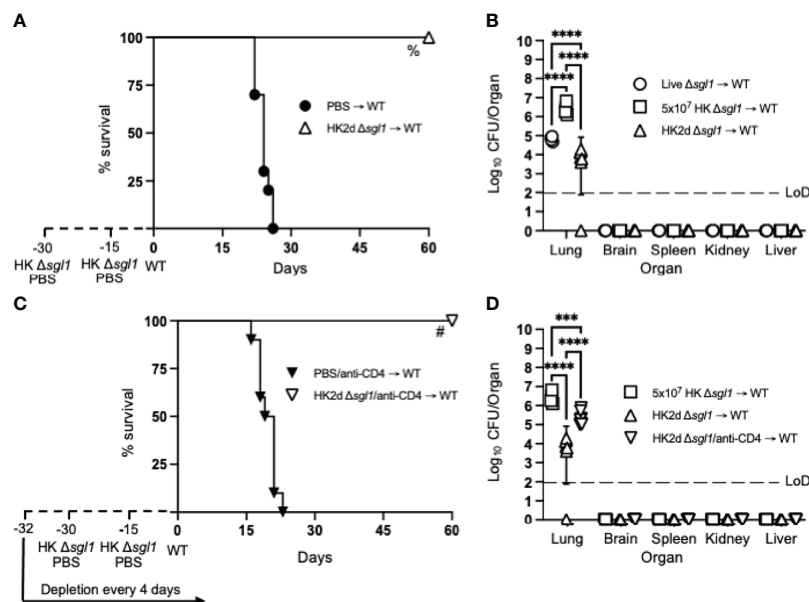 A
% survival
100
75
50
25
%
PBS → WT
HK2d Δsgl1 → WT
-30 -15 0 15 30 45 60
HK Δsgl1 HK Δsgl1 WT Days
PBS PBS
B
Log10 CFU/Organ
10
9
8
7
6
5
4
3
2
1
0
****
****
****
Live Δsgl1 → WT
5x10⁷ HK Δsgl1 → WT
HK2d Δsgl1 → WT
LoD
Lung Brain Spleen Kidney Liver
Organ
C
% survival
100
75
50
25
#
PBS/anti-CD4 → WT
HK2d Δsgl1/anti-CD4 → WT
-32 -30 -15 0 15 30 45 60
HK Δsgl1 HK Δsgl1 WT Days
PBS PBS
Depletion every 4 days
D
Log10 CFU/Organ
10
9
8
7
6
5
4
3
2
1
0
***
****
****
5x10⁷ HK Δsgl1 → WT
HK2d Δsgl1 → WT
HK2d Δsgl1/anti-CD4 → WT
LoD
Lung Brain Spleen Kidney Liver
Organ